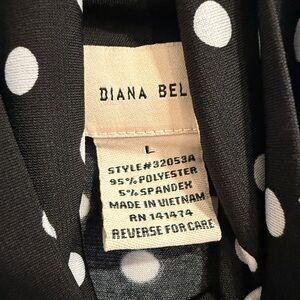 DIANA BEL
L
STYLE#32053A
95% POLYESTER
5% SPANDEX
MADE IN VIETNAM
RN 141474
REVERSE FOR CARE